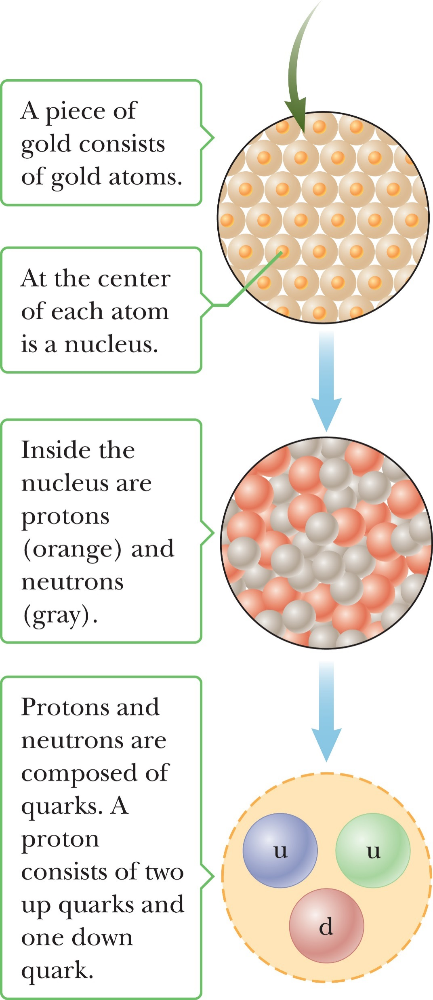 A piece of
gold consists
of gold atoms.
At the center
of each atom
is a nucleus.
Inside the
nucleus are
protons
(orange) and
neutrons
(gray).
Protons and
neutrons are
composed of
quarks. A
proton
consists of two
up quarks and
one down
quark.
u
u
d